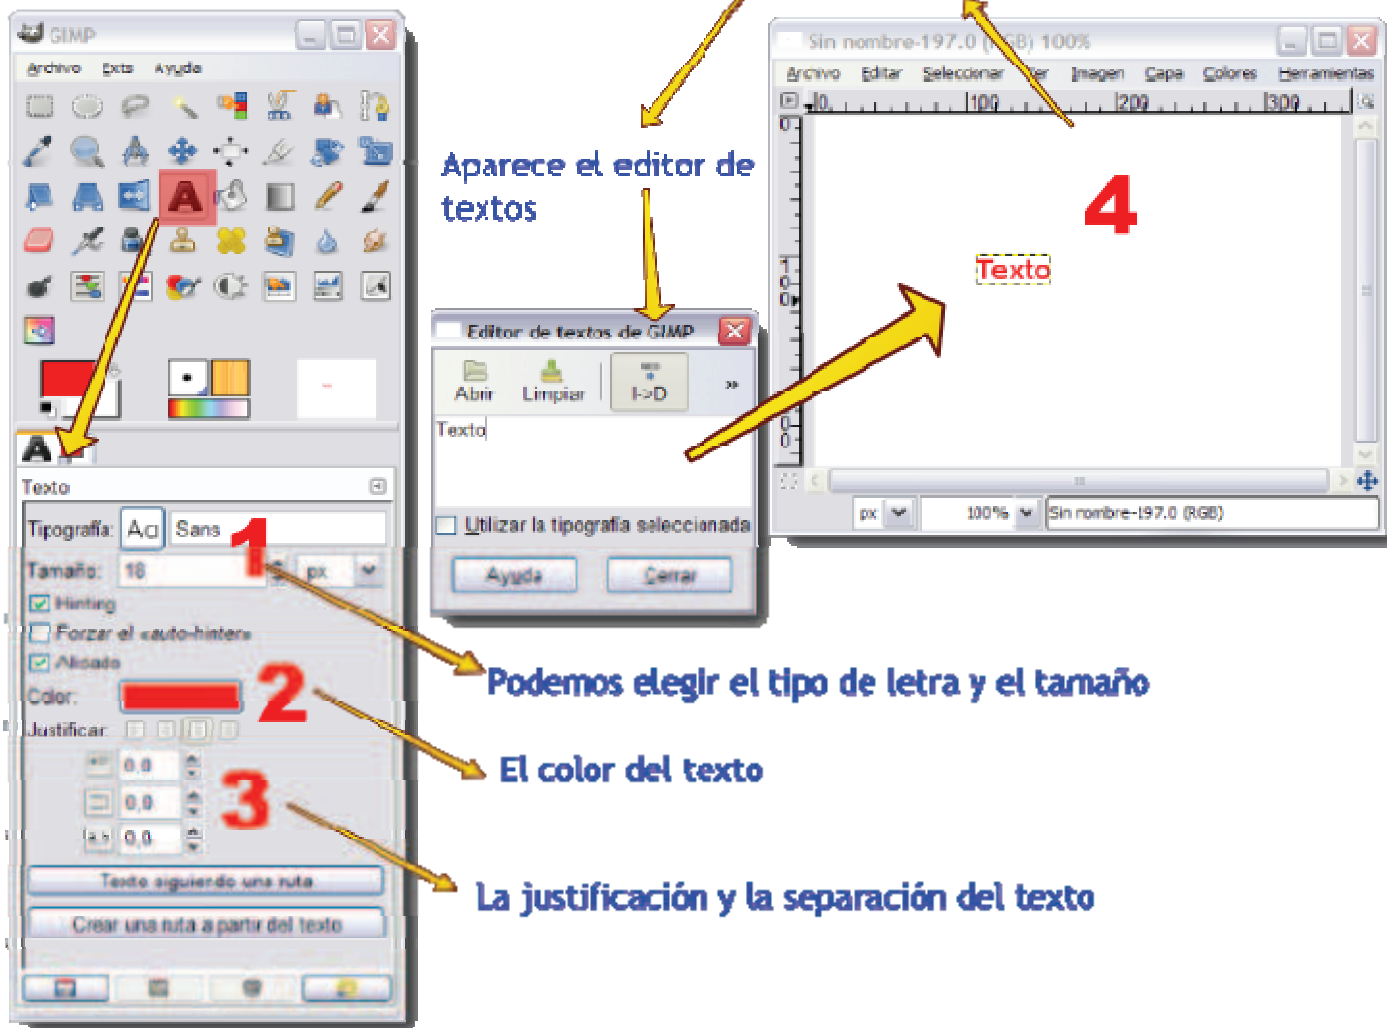 GIMP
Archivo Exts Ayuda
Texto
Tipografía: Aa Sans
1
Tamaño: 18 px
Hinting
Forzar el «auto-hinter»
Alisado
Color:
2
Justificar:
0,0
0,0
3
0,0
Texto siguiendo una ruta
Crear una ruta a partir del texto
Aparece el editor de
textos
Editor de textos de GIMP
Abrir Limpiar I->D »
Texto
Utilizar la tipografía seleccionada
Ayuda Cerrar
Sin nombre-197.0 (RGB) 100%
Archivo Editar Seleccionar Ver Imagen Capa Colores Herramientas
0 100 200 300
0
100
4
Texto
px 100% Sin nombre-197.0 (RGB)
Podemos elegir el tipo de letra y el tamaño
El color del texto
La justificación y la separación del texto